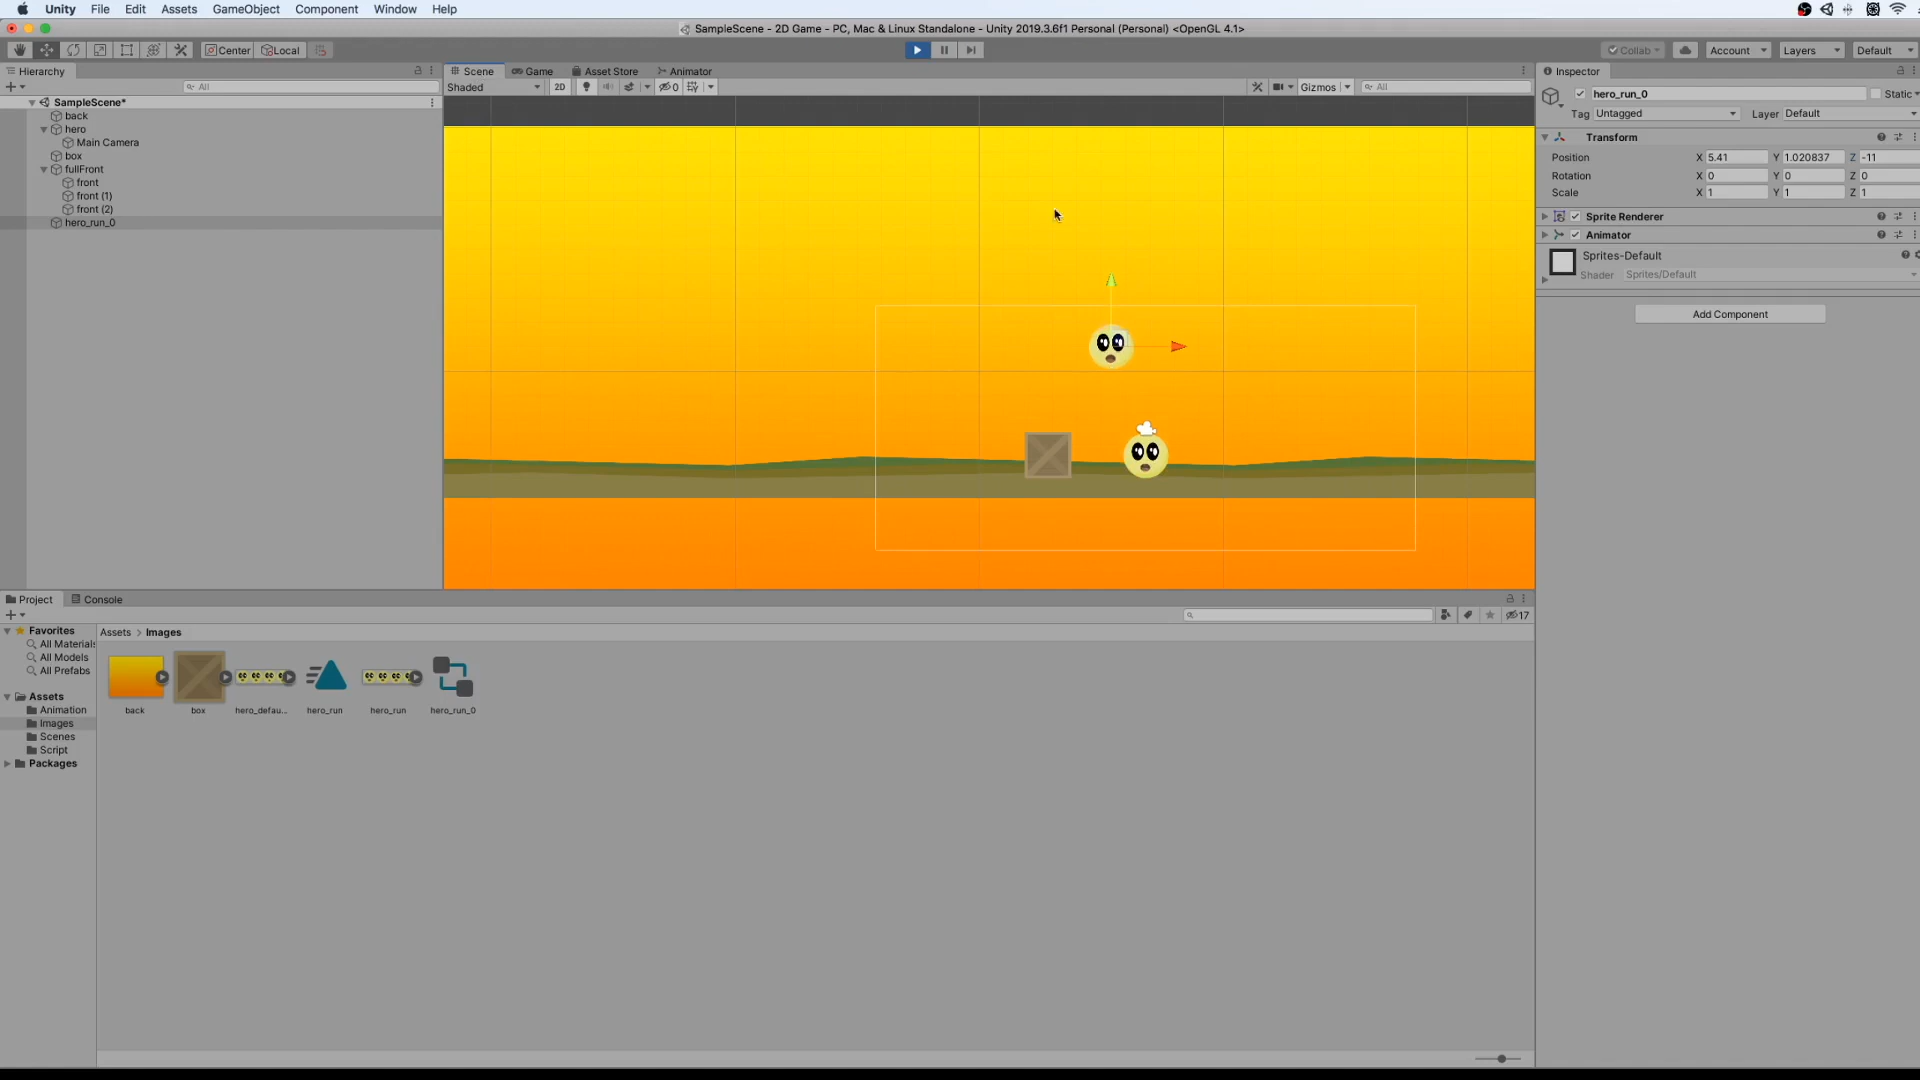 Unity File Edit Assets GameObject Component Window Help
SampleScene - 2D Game - PC, Mac & Linux Standalone - Unity 2019.3.6f1 Personal (Personal) <OpenGL 4.1>
Center Local Collab Account Layers Default
Hierarchy
All
SampleScene*
back
hero
Main Camera
box
fullFront
front
front (1)
front (2)
hero_run_0
Scene Game Asset Store Animator
Shaded 2D 0 Gizmos All
Inspector
hero_run_0 Static
Tag Untagged Layer Default
Transform
Position X 5.41 Y 1.020837 Z -11
Rotation X 0 Y 0 Z 0
Scale X 1 Y 1 Z 1
Sprite Renderer
Animator
Sprites-Default
Shader Sprites/Default
Add Component
Project Console
17
Favorites
All Materials
All Models
All Prefabs
Assets
Animation
Images
Scenes
Script
Packages
Assets > Images
back box hero_defau... hero_run hero_run hero_run_0